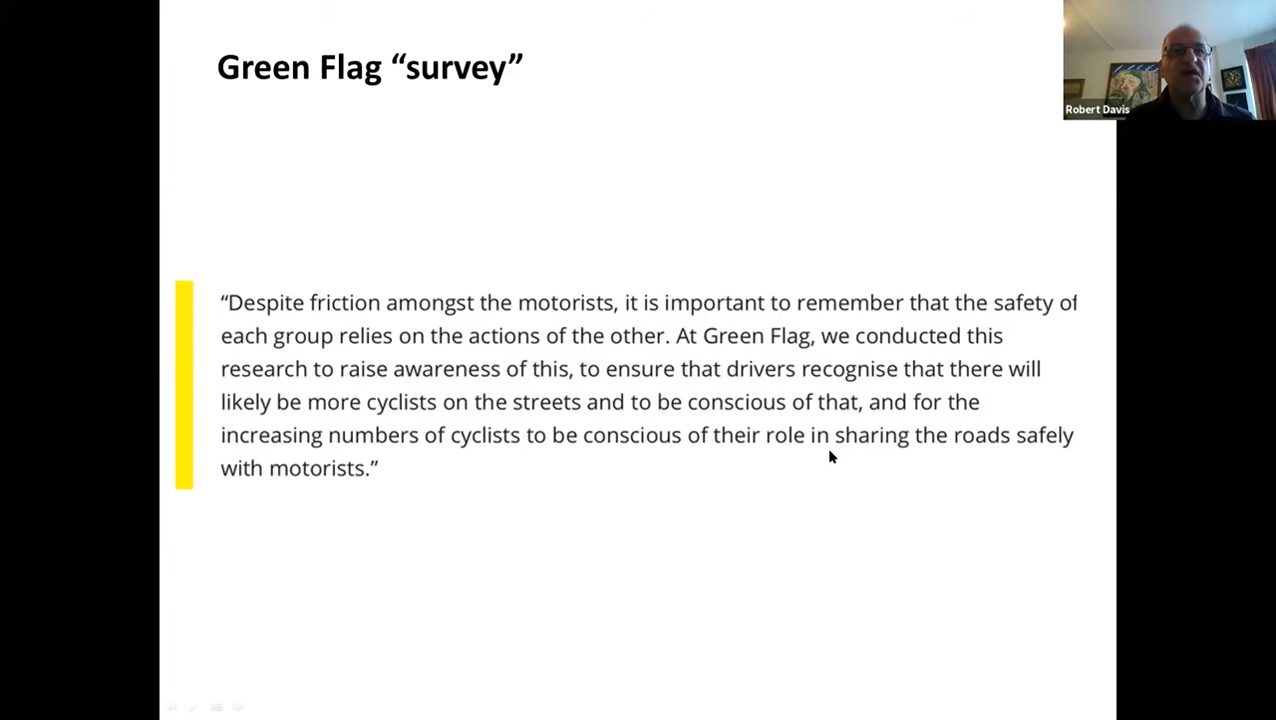 Green Flag “survey”
Robert Davis
“Despite friction amongst the motorists, it is important to remember that the safety of
each group relies on the actions of the other. At Green Flag, we conducted this
research to raise awareness of this, to ensure that drivers recognise that there will
likely be more cyclists on the streets and to be conscious of that, and for the
increasing numbers of cyclists to be conscious of their role in sharing the roads safely
with motorists.”